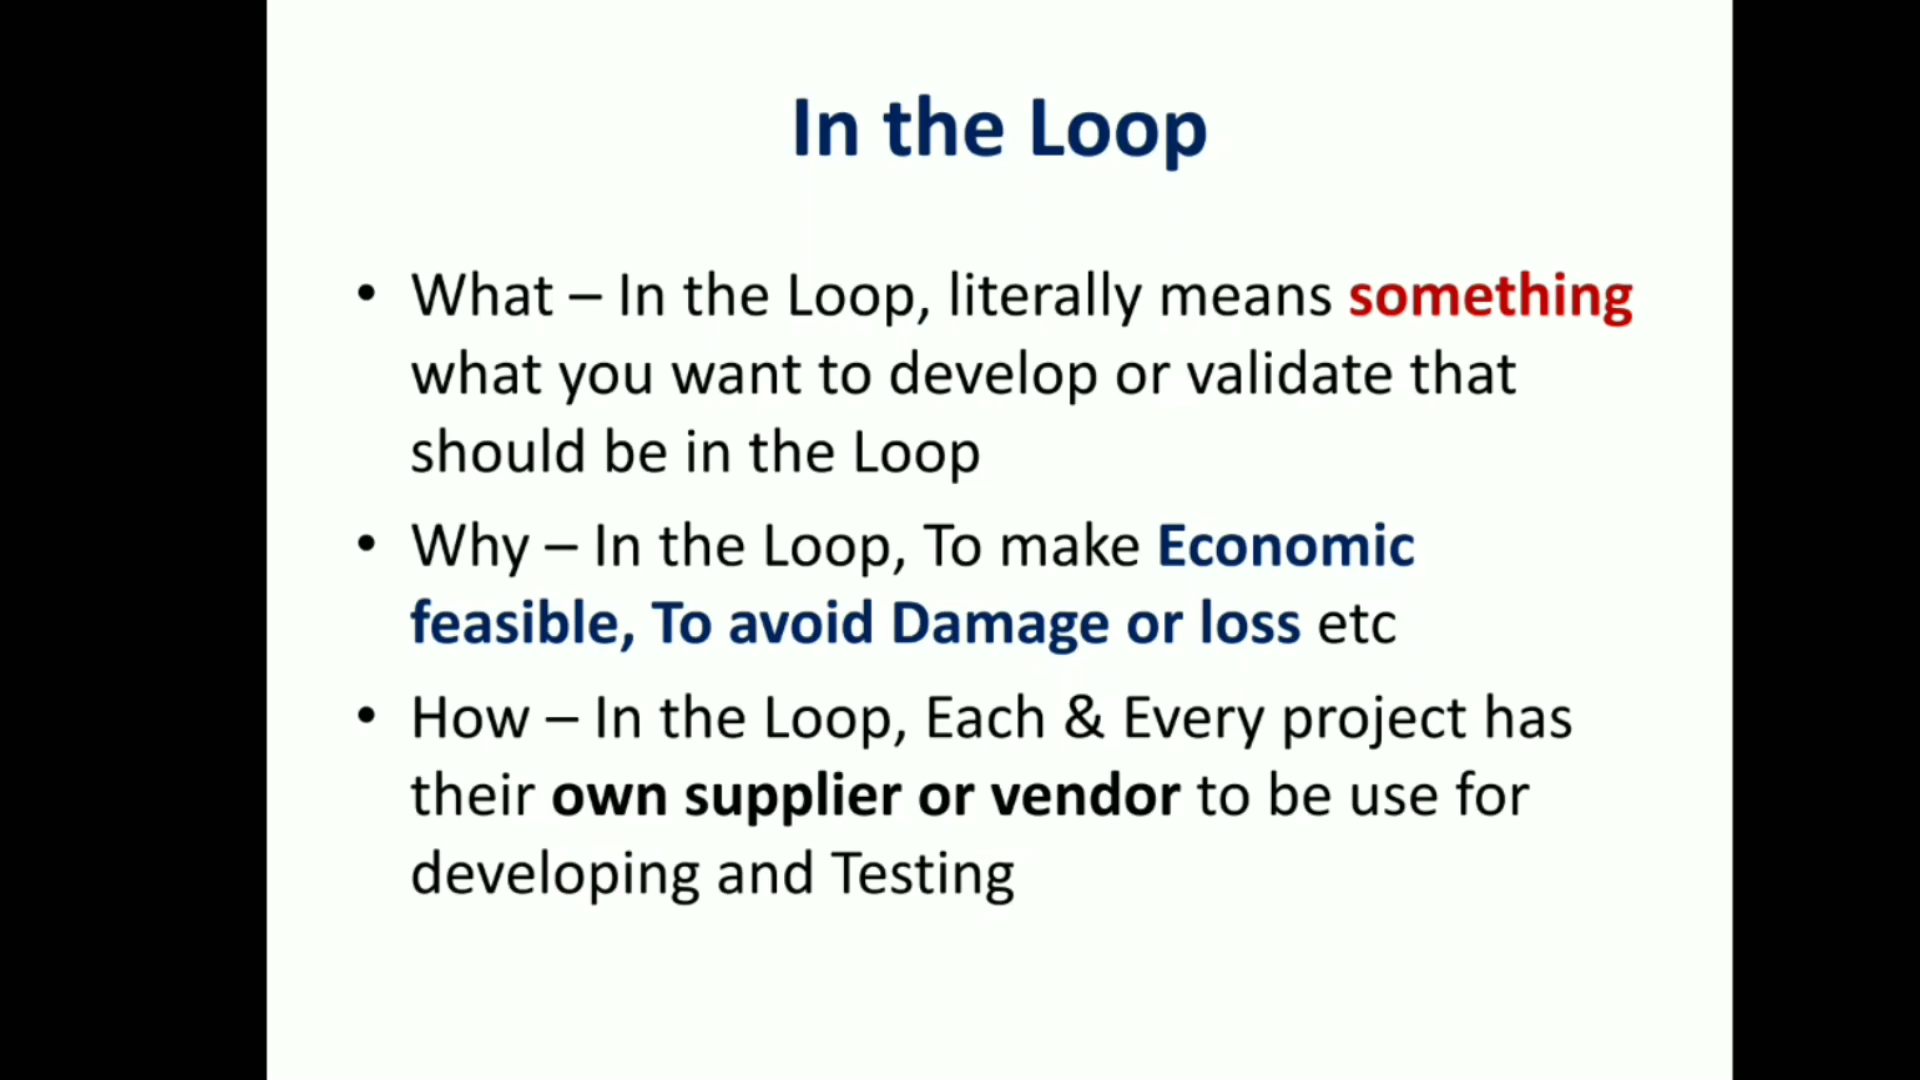 In the Loop
• What – In the Loop, literally means something
what you want to develop or validate that
should be in the Loop
• Why – In the Loop, To make Economic
feasible, To avoid Damage or loss etc
• How – In the Loop, Each & Every project has
their own supplier or vendor to be use for
developing and Testing